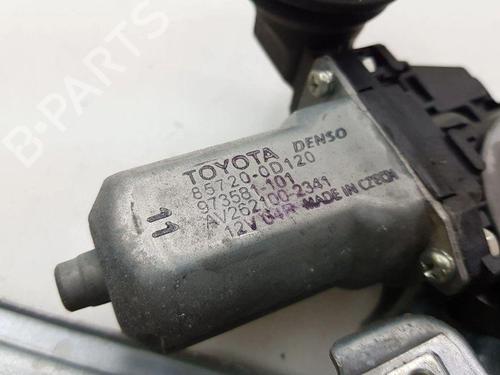 B-PARTS
TOYOTA DENSO
85720-0D120
973581-101
AV262100-2341
12V 04R MADE IN CZECH
11